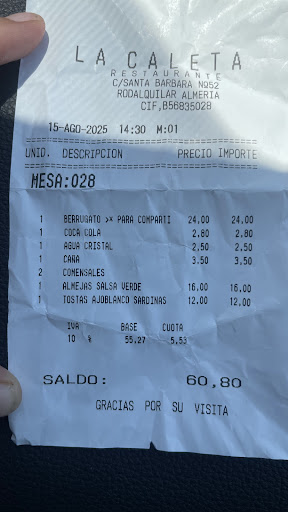 LA CALETA
RESTAURANTE
C/SANTA BARBARA NQ52
RODALQUILAR ALMERIA
CIF,B56835028
15-AGO-2025 14:30 M:01
UNID. DESCRIPCION PRECIO IMPORTE
MESA:028
1 BERRUGATO >* PARA COMPARTI 24,00 24,00
1 COCA COLA 2,80 2,80
1 AGUA CRISTAL 2,50 2,50
1 CAÑA 3,50 3,50
2 COMENSALES
1 ALMEJAS SALSA VERDE 16,00 16,00
1 TOSTAS AJOBLANCO SARDINAS 12,00 12,00
IVA BASE CUOTA
10 % 55,27 5,53
SALDO: 60,80
GRACIAS POR SU VISITA